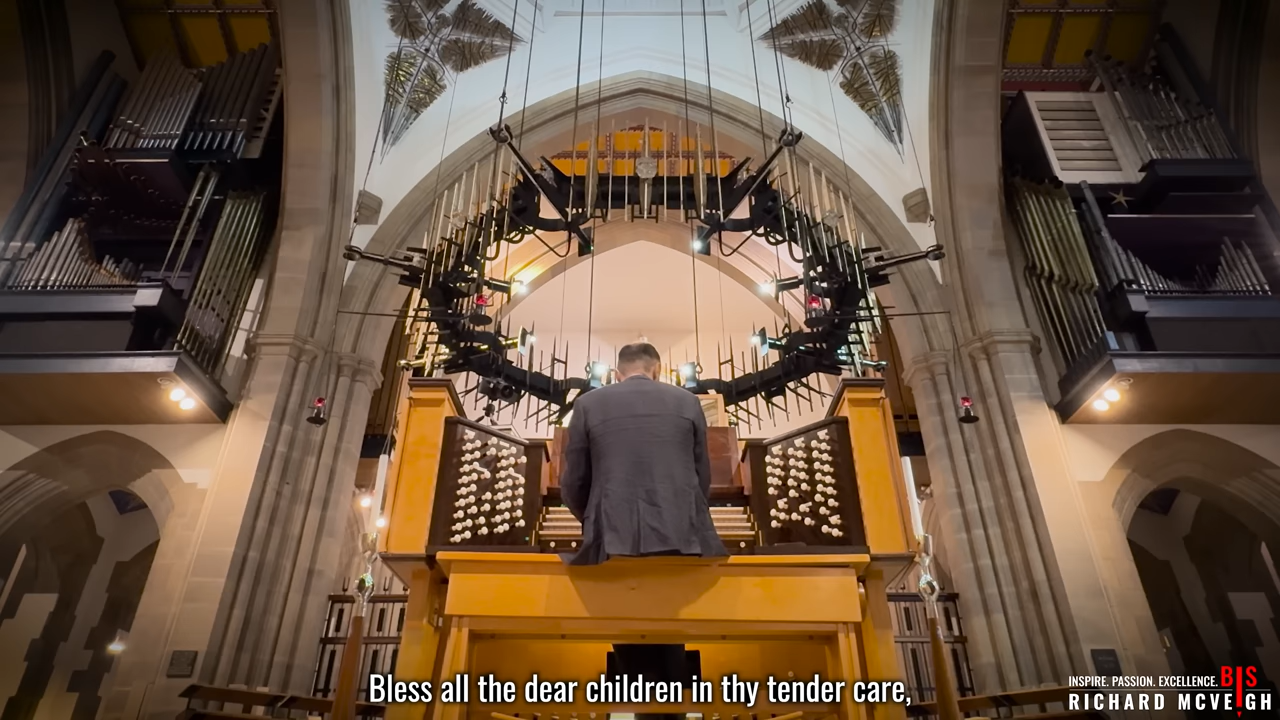 Bless all the dear children in thy tender care,
INSPIRE. PASSION. EXCELLENCE. BIS
RICHARD MCVEIGH